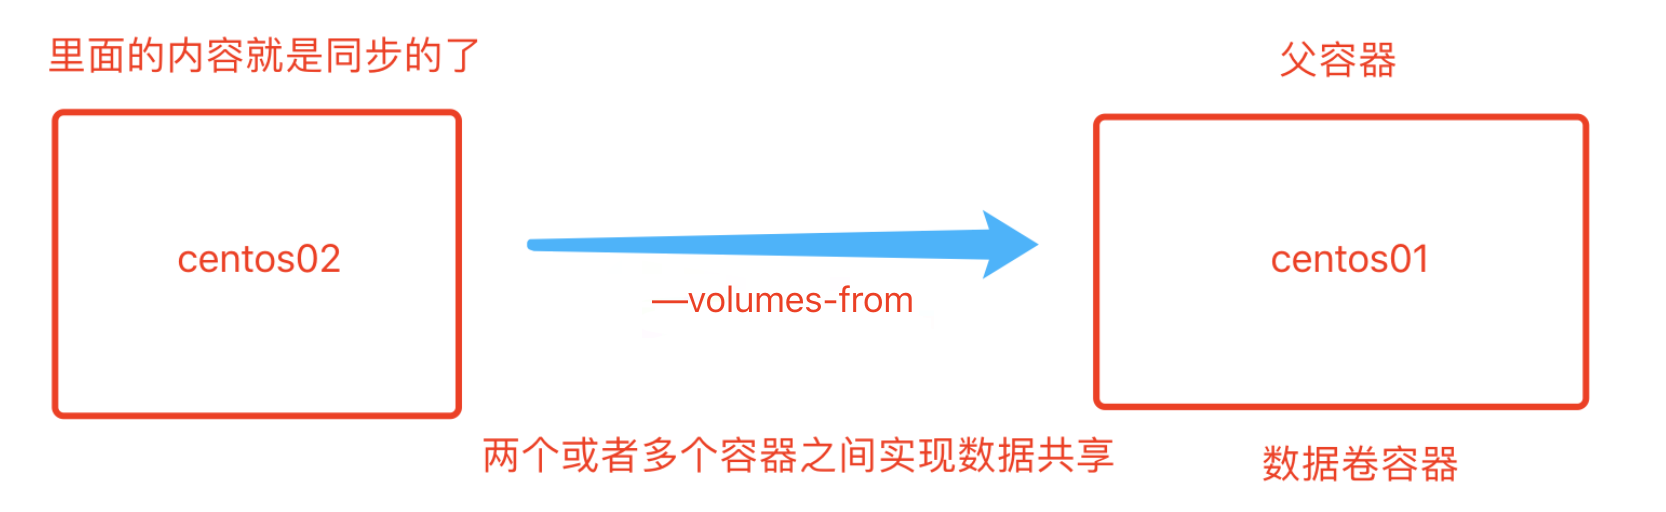 里面的内容就是同步的了
父容器
centos02
centos01
—volumes-from
两个或者多个容器之间实现数据共享
数据卷容器